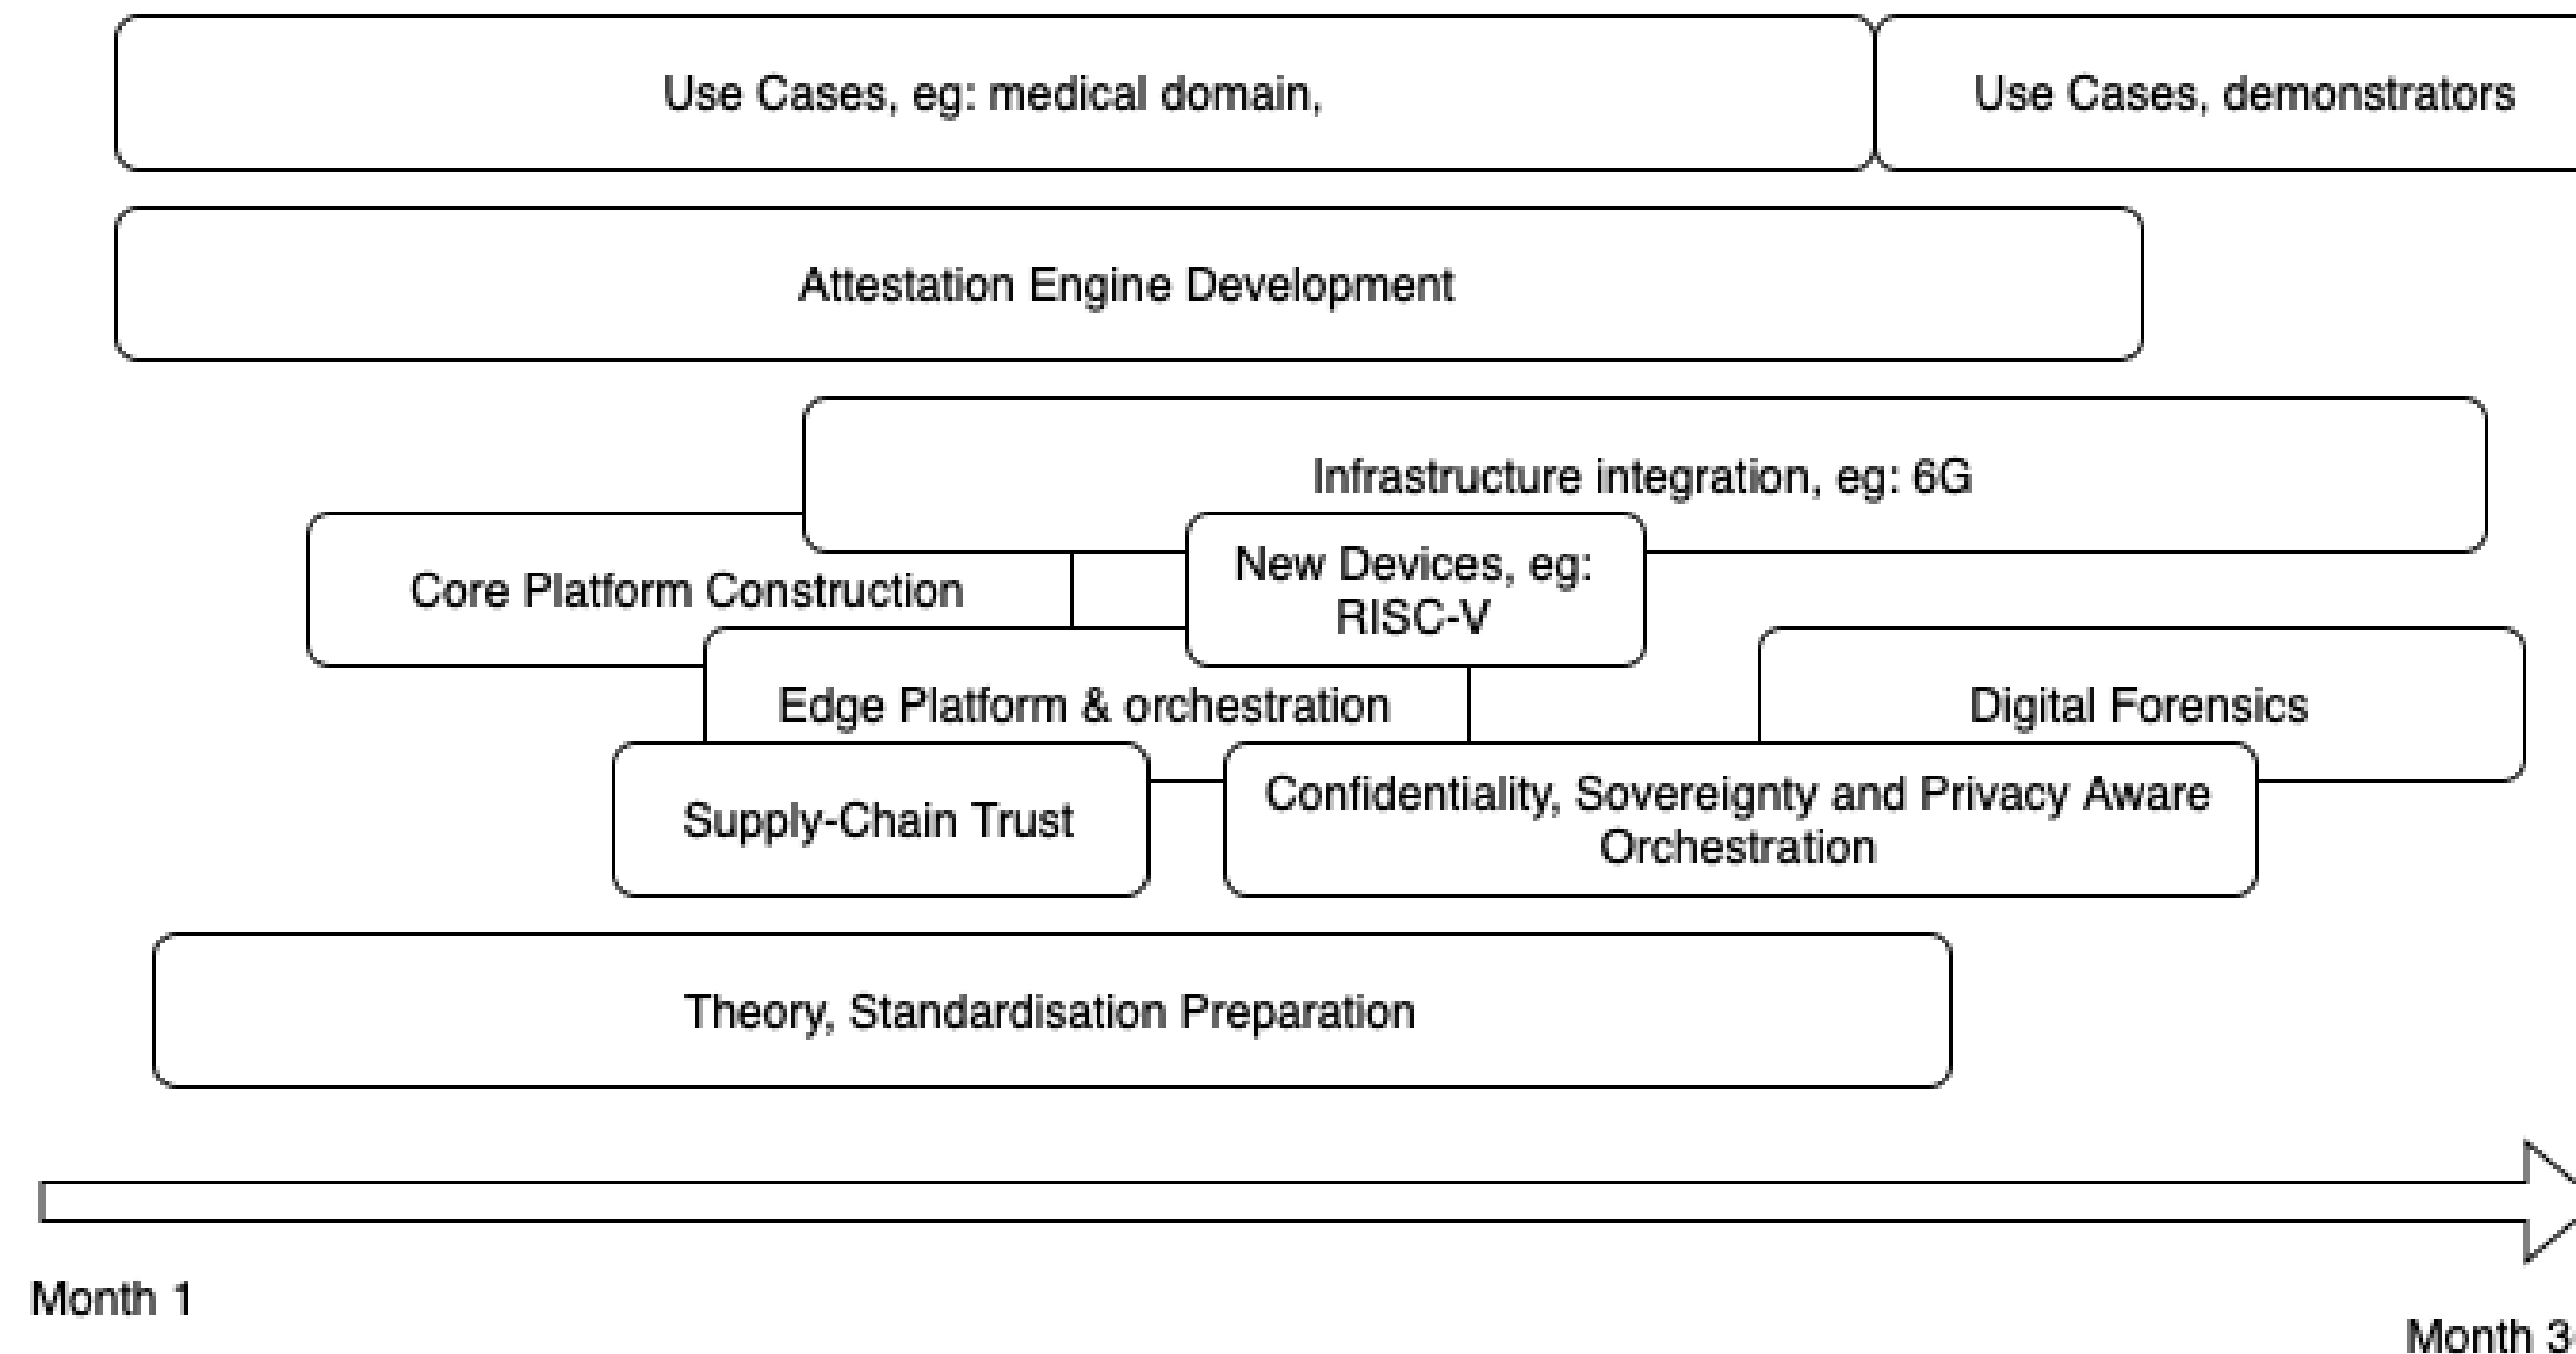 Use Cases, eg: medical domain,
Use Cases, demonstrators
Attestation Engine Development
Infrastructure integration, eg: 6G
New Devices, eg:
RISC-V
Core Platform Construction
Edge Platform & orchestration
Digital Forensics
Supply-Chain Trust
Confidentiality, Sovereignty and Privacy Aware
Orchestration
Theory, Standardisation Preparation
Month 1
Month 3